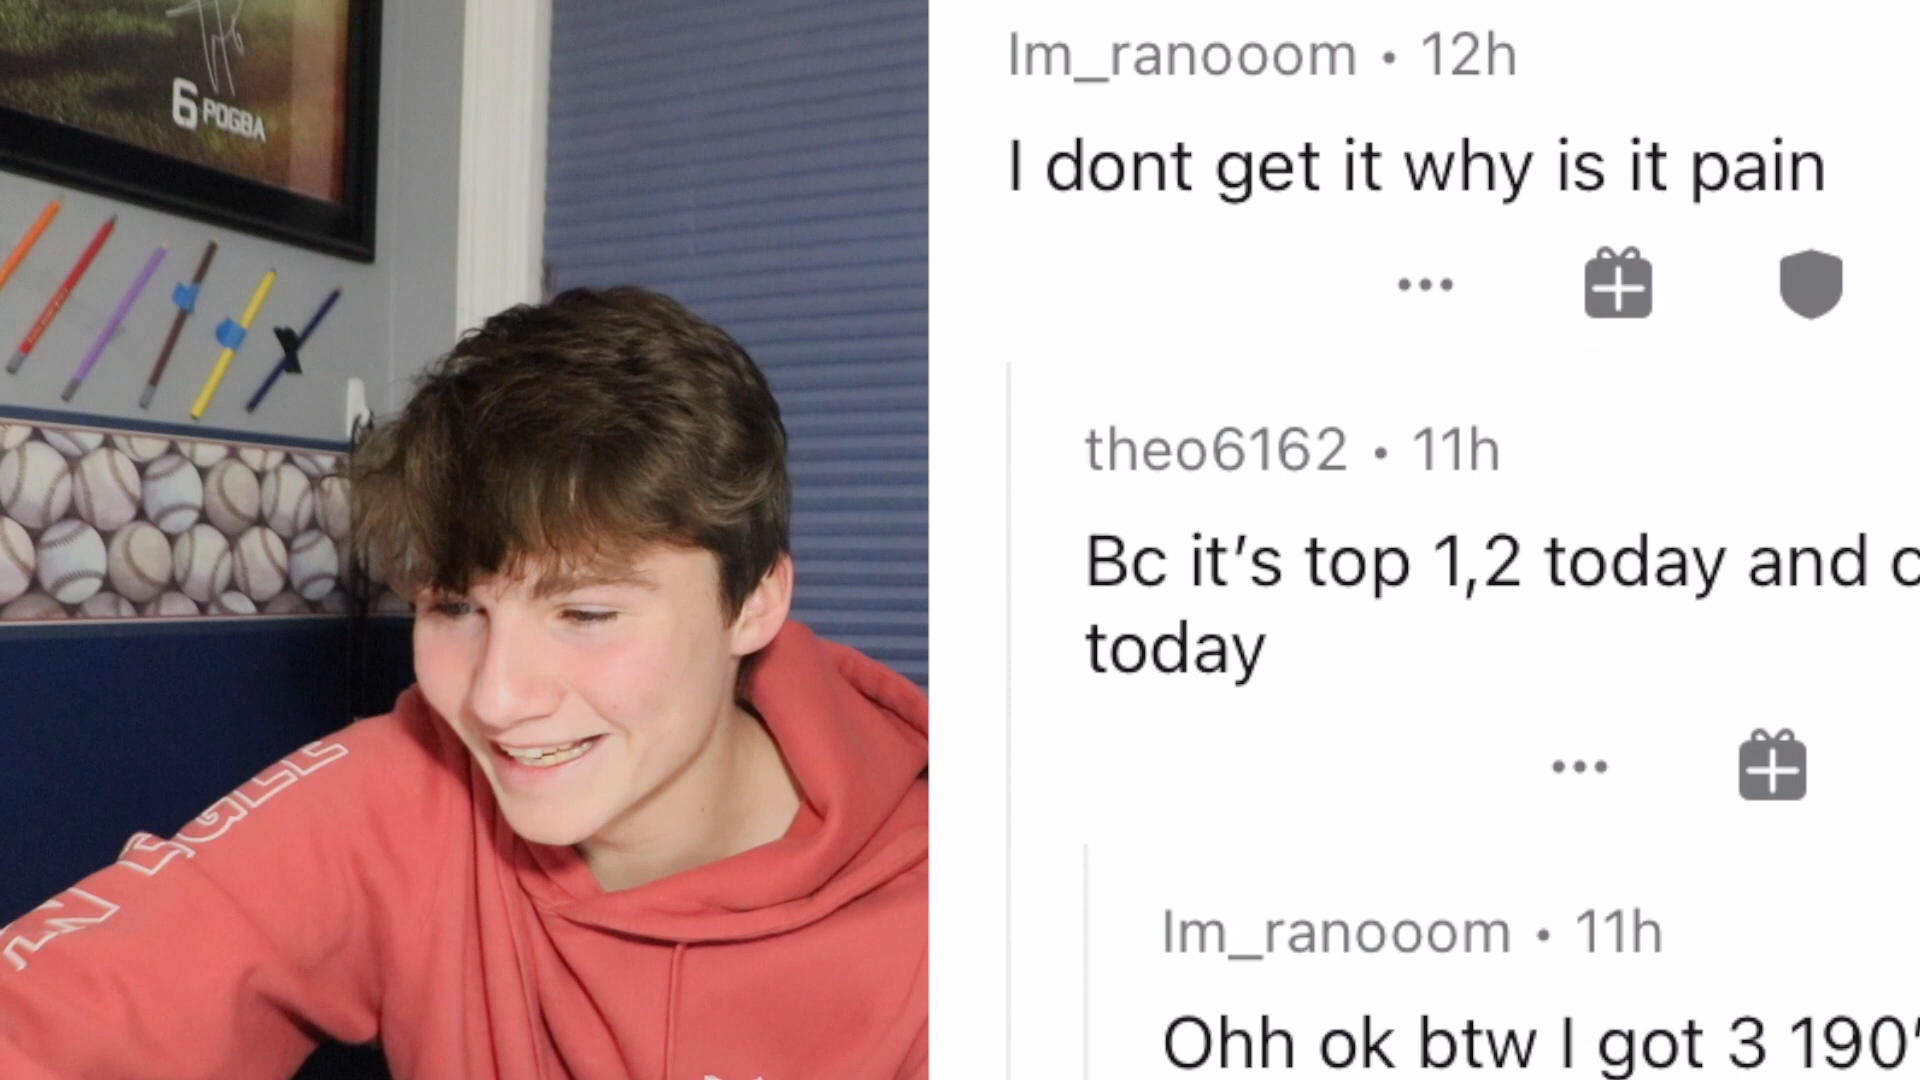 6 POGBA
Im_ranooom • 12h
I dont get it why is it pain
theo6162 • 11h
Bc it's top 1,2 today and
today
Im_ranooom • 11h
Ohh ok btw I got 3 190'